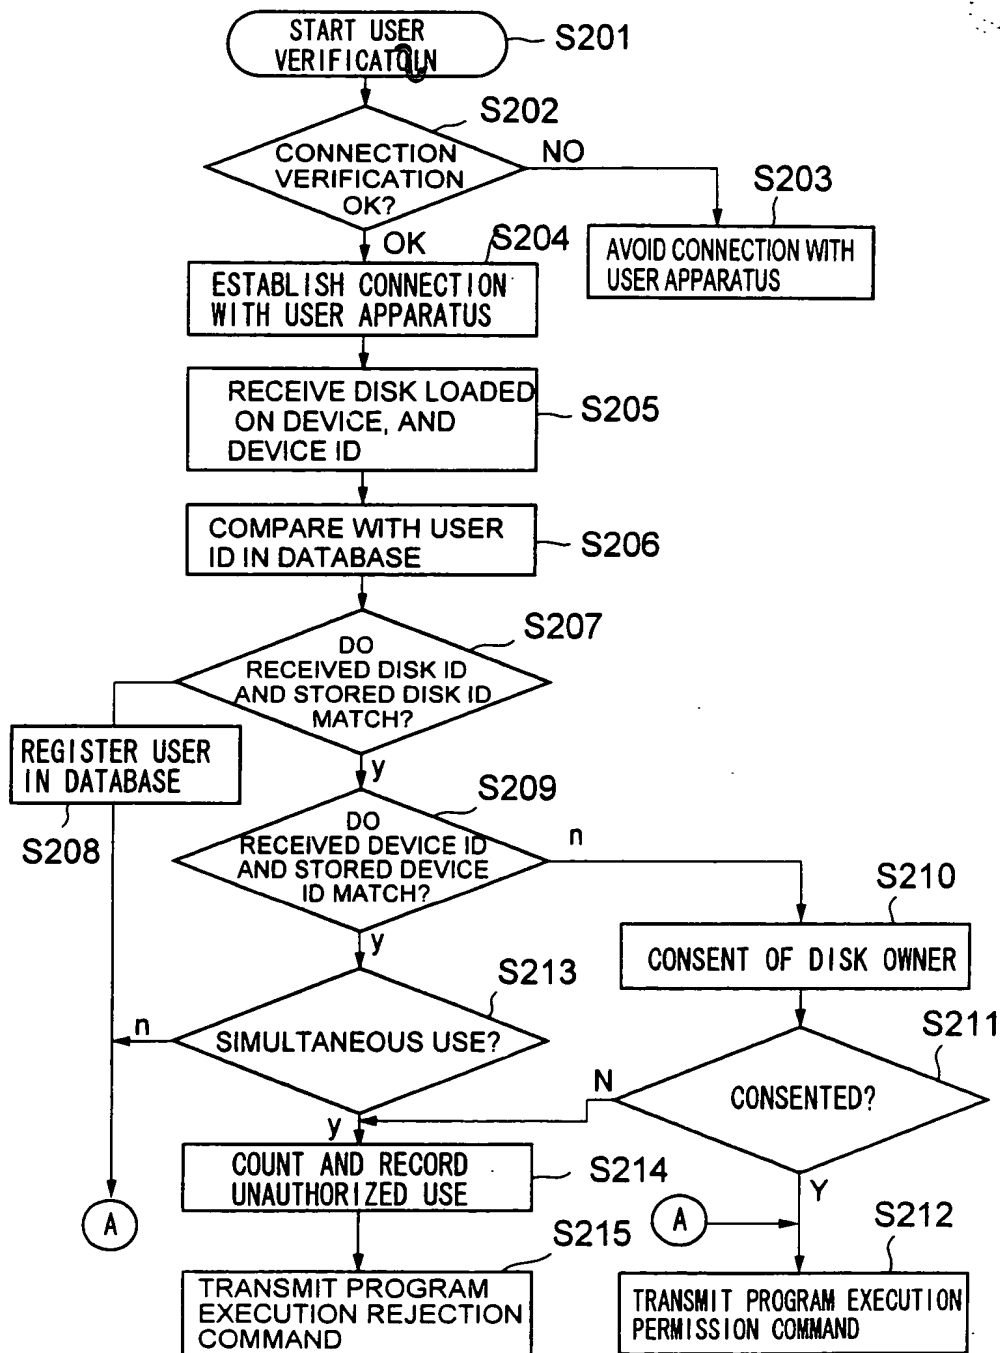 START USER
S201
S202
CONNECTION
VERIFICATION
OK?
NO
S203
OK
S204
AVOID CONNECTION WITH
USER APPARATUS
ESTABLISH CONNECTION
WITH USER APPARATUS
RECEIVE DISK LOADED
ON DEVICE, AND
DEVICE ID
S205
COMPARE WITH USER
ID IN DATABASE
S206
S207
DO
RECEIVED DISK ID
AND STORED DISK ID
MATCH?
REGISTER USER
IN DATABASE
S208
y
S209
DO
RECEIVED DEVICE ID
AND STORED DEVICE
ID MATCH?
n
S210
CONSENT OF DISK OWNER
y
S213
SIMULTANEOUS USE?
n
S211
CONSENTED?
N
y
COUNT AND RECORD
UNAUTHORIZED USE
S214
Y
A
A
S212
S215
TRANSMIT PROGRAM
EXECUTION REJECTION
COMMAND
TRANSMIT PROGRAM EXECUTION
PERMISSION COMMAND